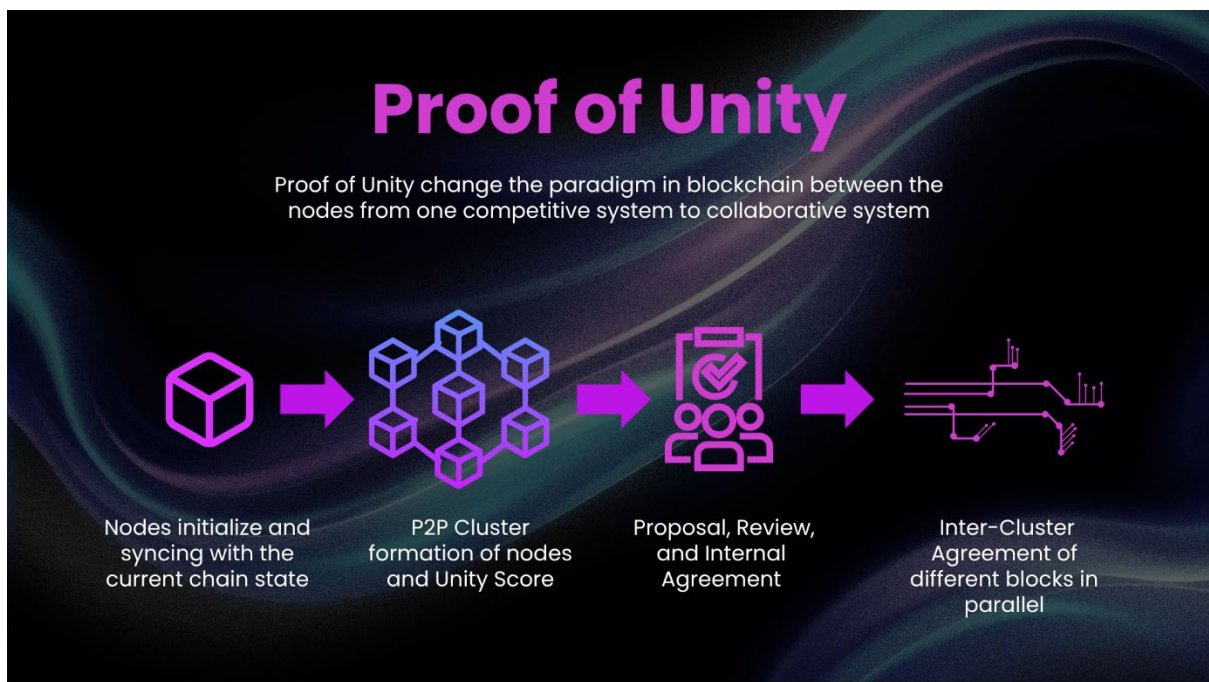 Proof of Unity
Proof of Unity change the paradigm in blockchain between the
nodes from one competitive system to collaborative system
Nodes initialize and
syncing with the
current chain state
P2P Cluster
formation of nodes
and Unity Score
Proposal, Review,
and Internal
Agreement
Inter-Cluster
Agreement of
different blocks in
parallel